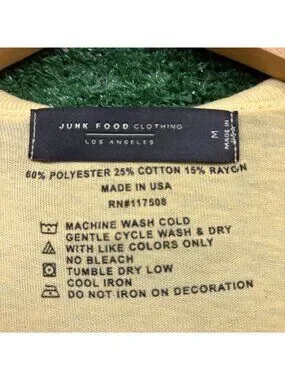 JUNK FOOD CLOTHING
LOS ANGELES
M
MADE IN
USA
60% POLYESTER 25% COTTON 15% RAYON
MADE IN USA
RN#117508
MACHINE WASH COLD
GENTLE CYCLE WASH & DRY
WITH LIKE COLORS ONLY
NO BLEACH
TUMBLE DRY LOW
COOL IRON
DO NOT IRON ON DECORATION